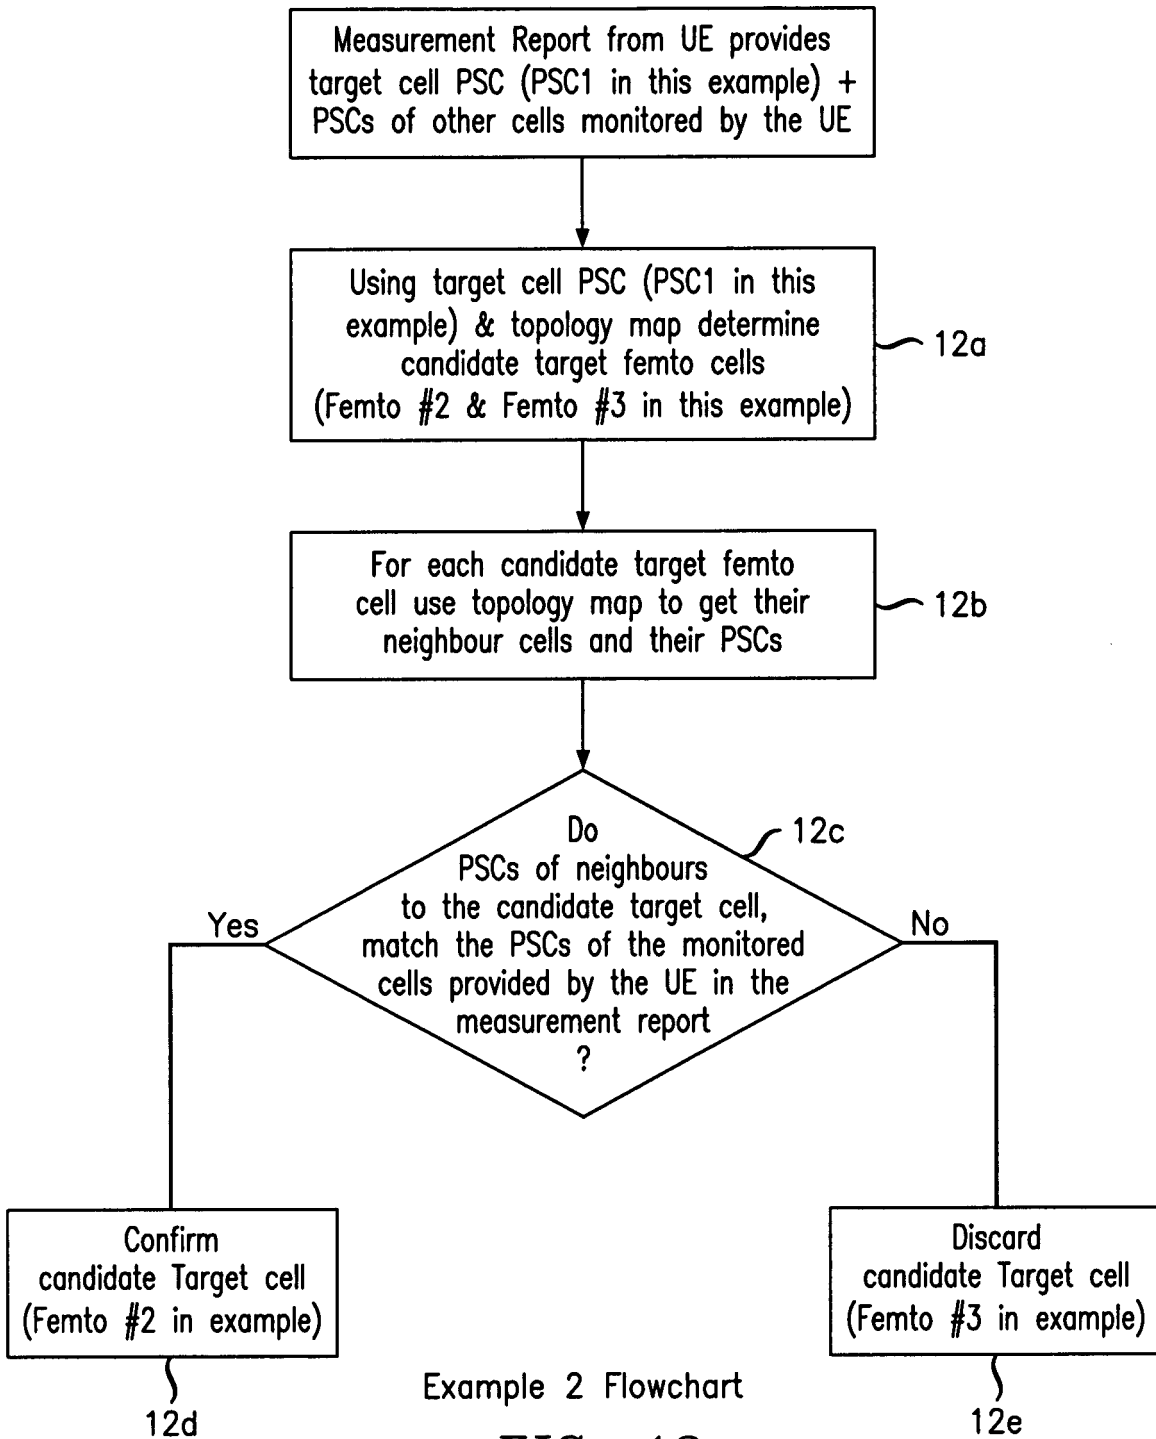 Measurement Report from UE provides
target cell PSC (PSC1 in this example) +
PSCs of other cells monitored by the UE
Using target cell PSC (PSC1 in this
example) & topology map determine
candidate target femto cells
(Femto #2 & Femto #3 in this example)
12a
For each candidate target femto
cell use topology map to get their
neighbour cells and their PSCs
12b
Do
PSCs of neighbours
to the candidate target cell,
match the PSCs of the monitored
cells provided by the UE in the
measurement report
?
12c
Yes
No
Confirm
candidate Target cell
(Femto #2 in example)
12d
Discard
candidate Target cell
(Femto #3 in example)
12e
Example 2 Flowchart